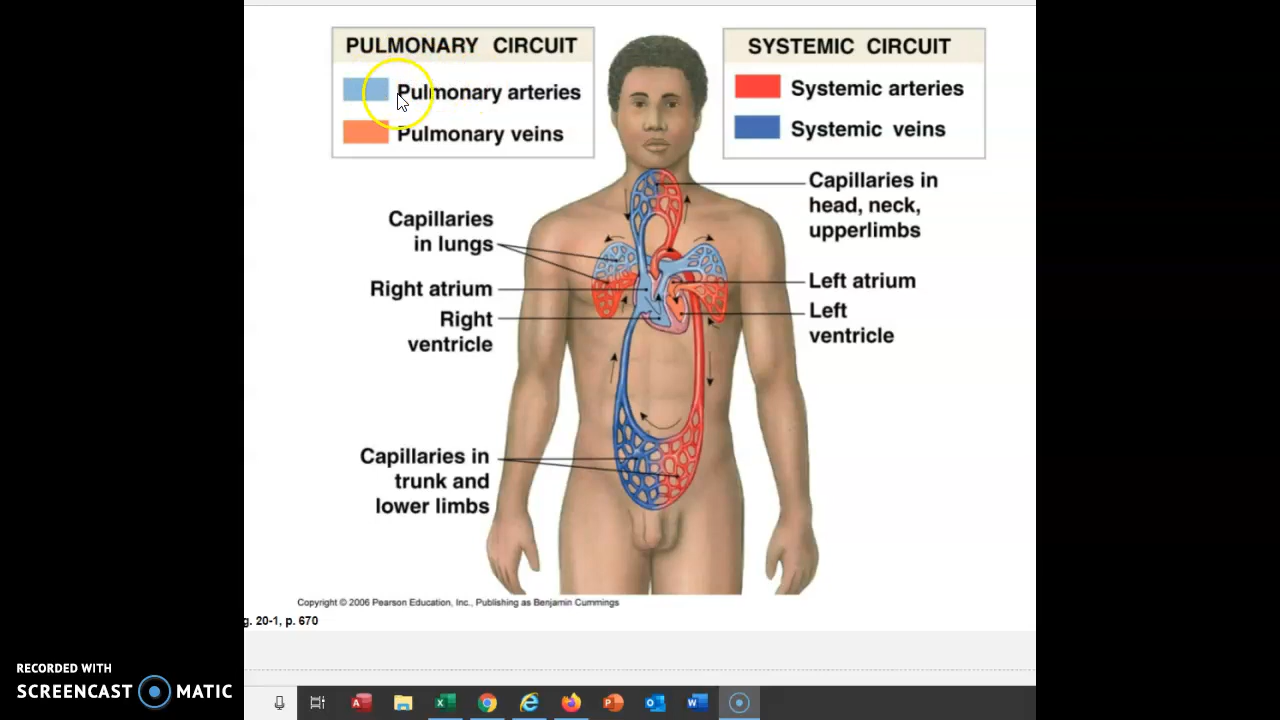 PULMONARY CIRCUIT
Pulmonary arteries
Pulmonary veins
SYSTEMIC CIRCUIT
Systemic arteries
Systemic veins
Capillaries in
head, neck,
upperlimbs
Capillaries
in lungs
Right atrium
Right
ventricle
Left atrium
Left
ventricle
Capillaries in
trunk and
lower limbs
Copyright © 2006 Pearson Education, Inc., Publishing as Benjamin Cummings
g. 20-1, p. 670
RECORDED WITH
SCREENCAST MATIC